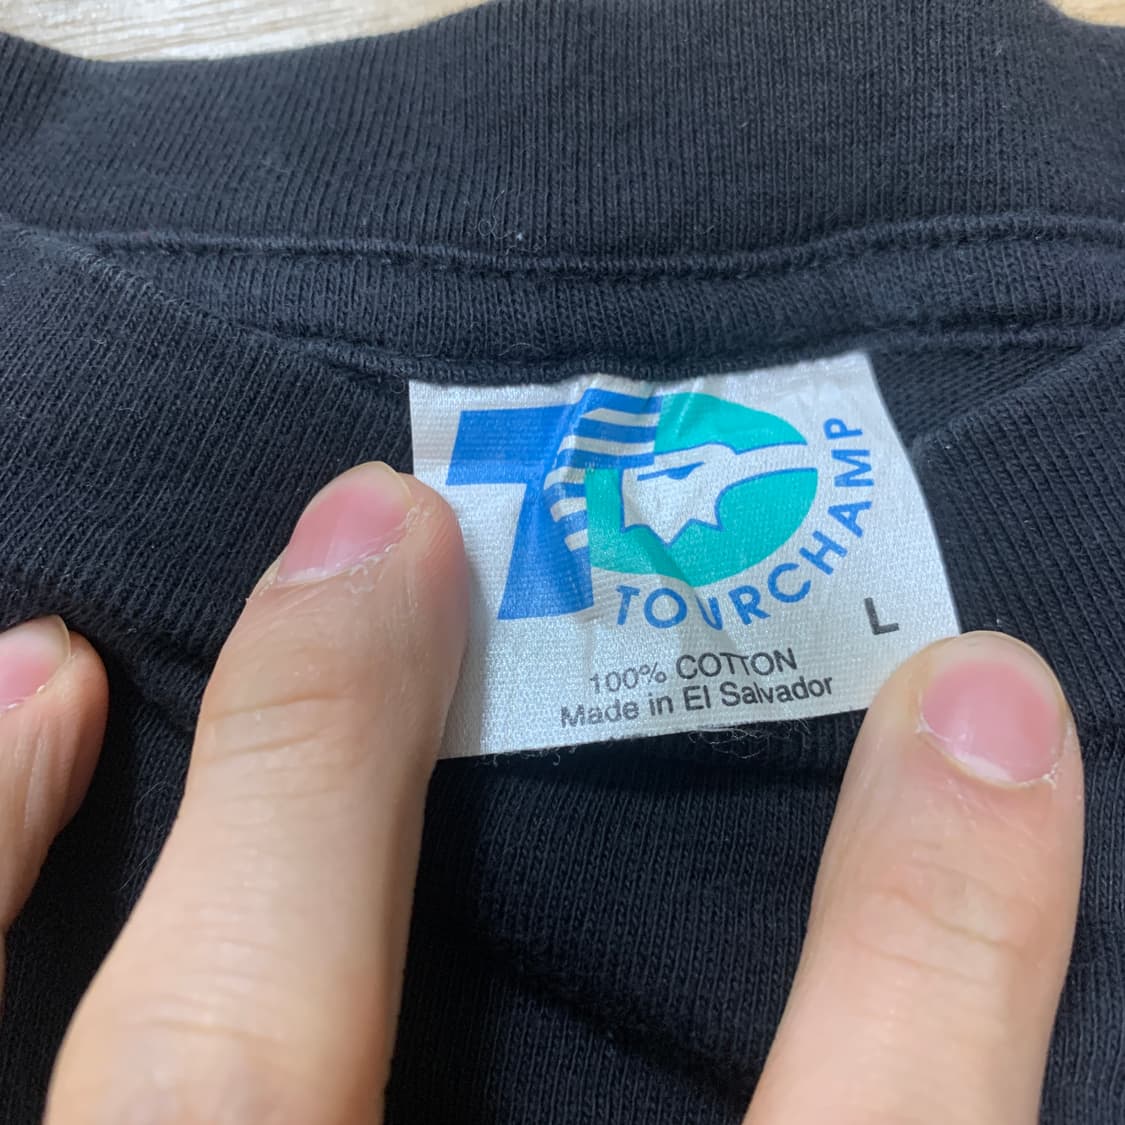 TOURCHAMP
L
100% COTTON
Made in El Salvador